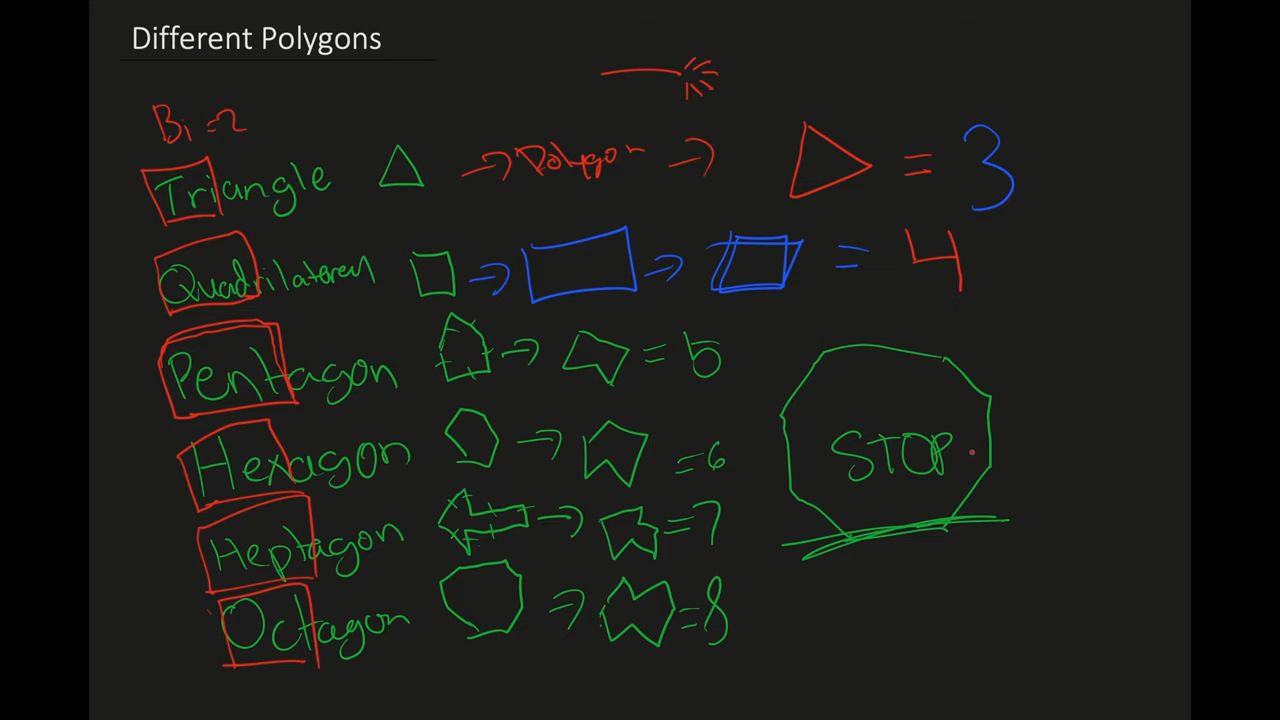 Different Polygons
Bi = 2
Triangle → Polygon → = 3
Quadrilateral → → = 4
Pentagon → = 5
Hexagon → = 6
Heptagon → = 7
Octagon → = 8
STOP